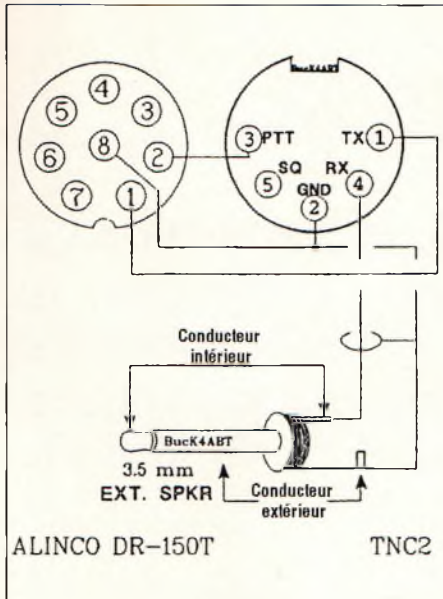 BucK4ABT
4
5
3
8
3
PTT
TX
1
6
2
SQ
RX
5
GND
4
7
1
2
Conducteur
intérieur
BucK4ABT
3.5 mm
EXT. SPKR
Conducteur
extérieur
ALINCO DR-150T
TNC2